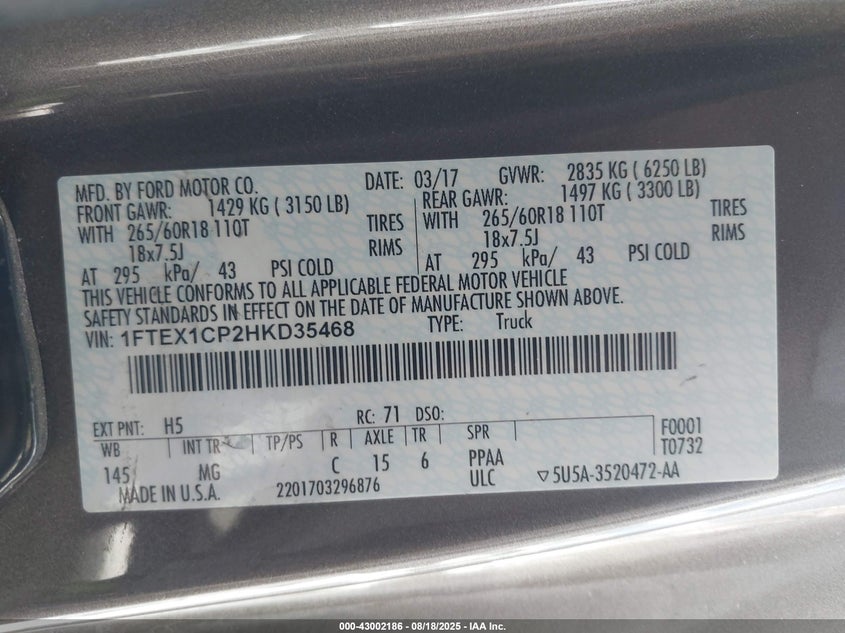 MFD. BY FORD MOTOR CO. DATE: 03/17 GVWR: 2835 KG ( 6250 LB)
FRONT GAWR: 1429 KG ( 3150 LB) REAR GAWR: 1497 KG ( 3300 LB)
WITH 265/60R18 110T TIRES WITH 265/60R18 110T TIRES
18x7.5J RIMS 18x7.5J RIMS
AT 295 kPa/ 43 PSI COLD AT 295 kPa/ 43 PSI COLD
THIS VEHICLE CONFORMS TO ALL APPLICABLE FEDERAL MOTOR VEHICLE
SAFETY STANDARDS IN EFFECT ON THE DATE OF MANUFACTURE SHOWN ABOVE.
VIN: 1FTEX1CP2HKD35468 TYPE: Truck
EXT PNT: H5 RC: 71 DSO: F0001
WB INT TR TP/PS R AXLE TR SPR T0732
145 MG C 15 6 PPAA
ULC ▽5U5A-3520472-AA
MADE IN U.S.A. 2201703296876
000-43002186 - 08/18/2025 - IAA Inc.